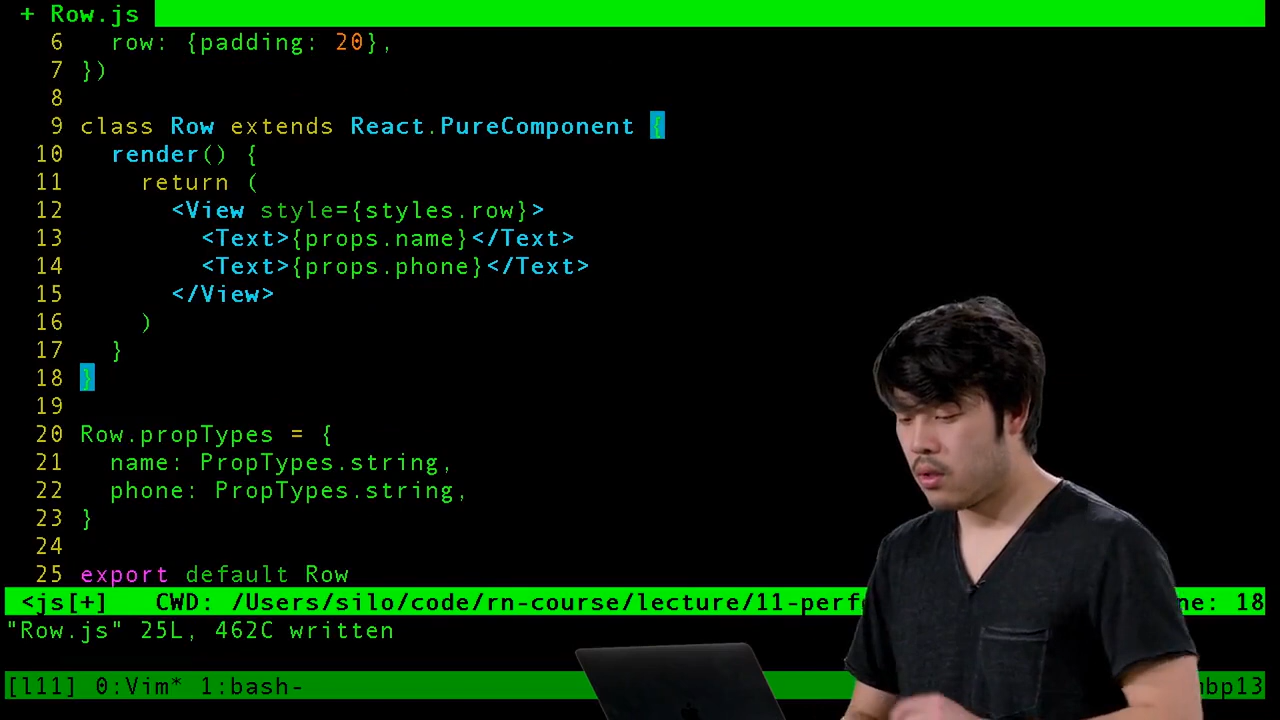 + Row.js
6   row: {padding: 20},
7 })
8
9 class Row extends React.PureComponent {
10   render() {
11     return (
12       <View style={styles.row}>
13         <Text>{props.name}</Text>
14         <Text>{props.phone}</Text>
15       </View>
16     )
17   }
18 }
19
20 Row.propTypes = {
21   name: PropTypes.string,
22   phone: PropTypes.string,
23 }
24
25 export default Row
<js[+]   CWD: /Users/silo/code/rn-course/lecture/11-perf ne: 18
"Row.js" 25L, 462C written
[l11] 0:Vim* 1:bash- mbp13